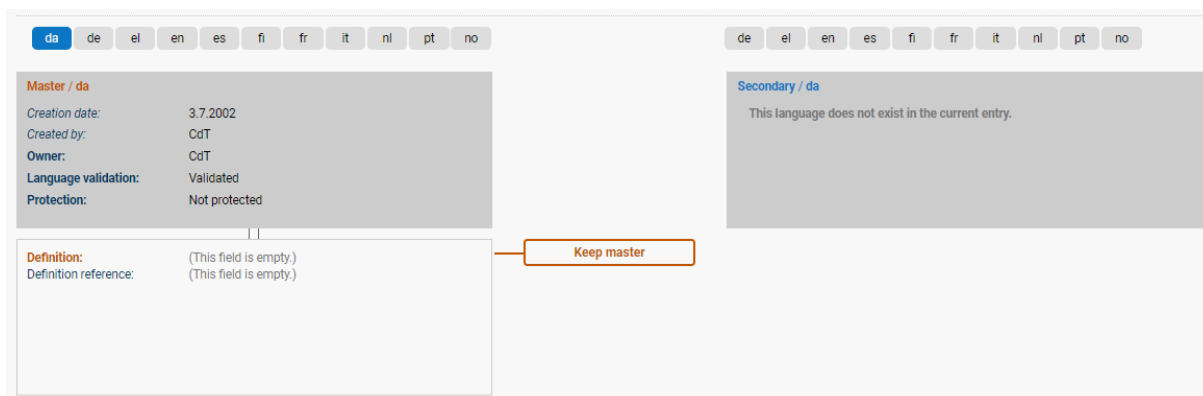 da de el en es fi fr it nl pt no
de el en es fi fr it nl pt no
Master / da
Creation date: 3.7.2002
Created by: CdT
Owner: CdT
Language validation: Validated
Protection: Not protected
Secondary / da
This language does not exist in the current entry.
Definition: (This field is empty.)
Definition reference: (This field is empty.)
Keep master